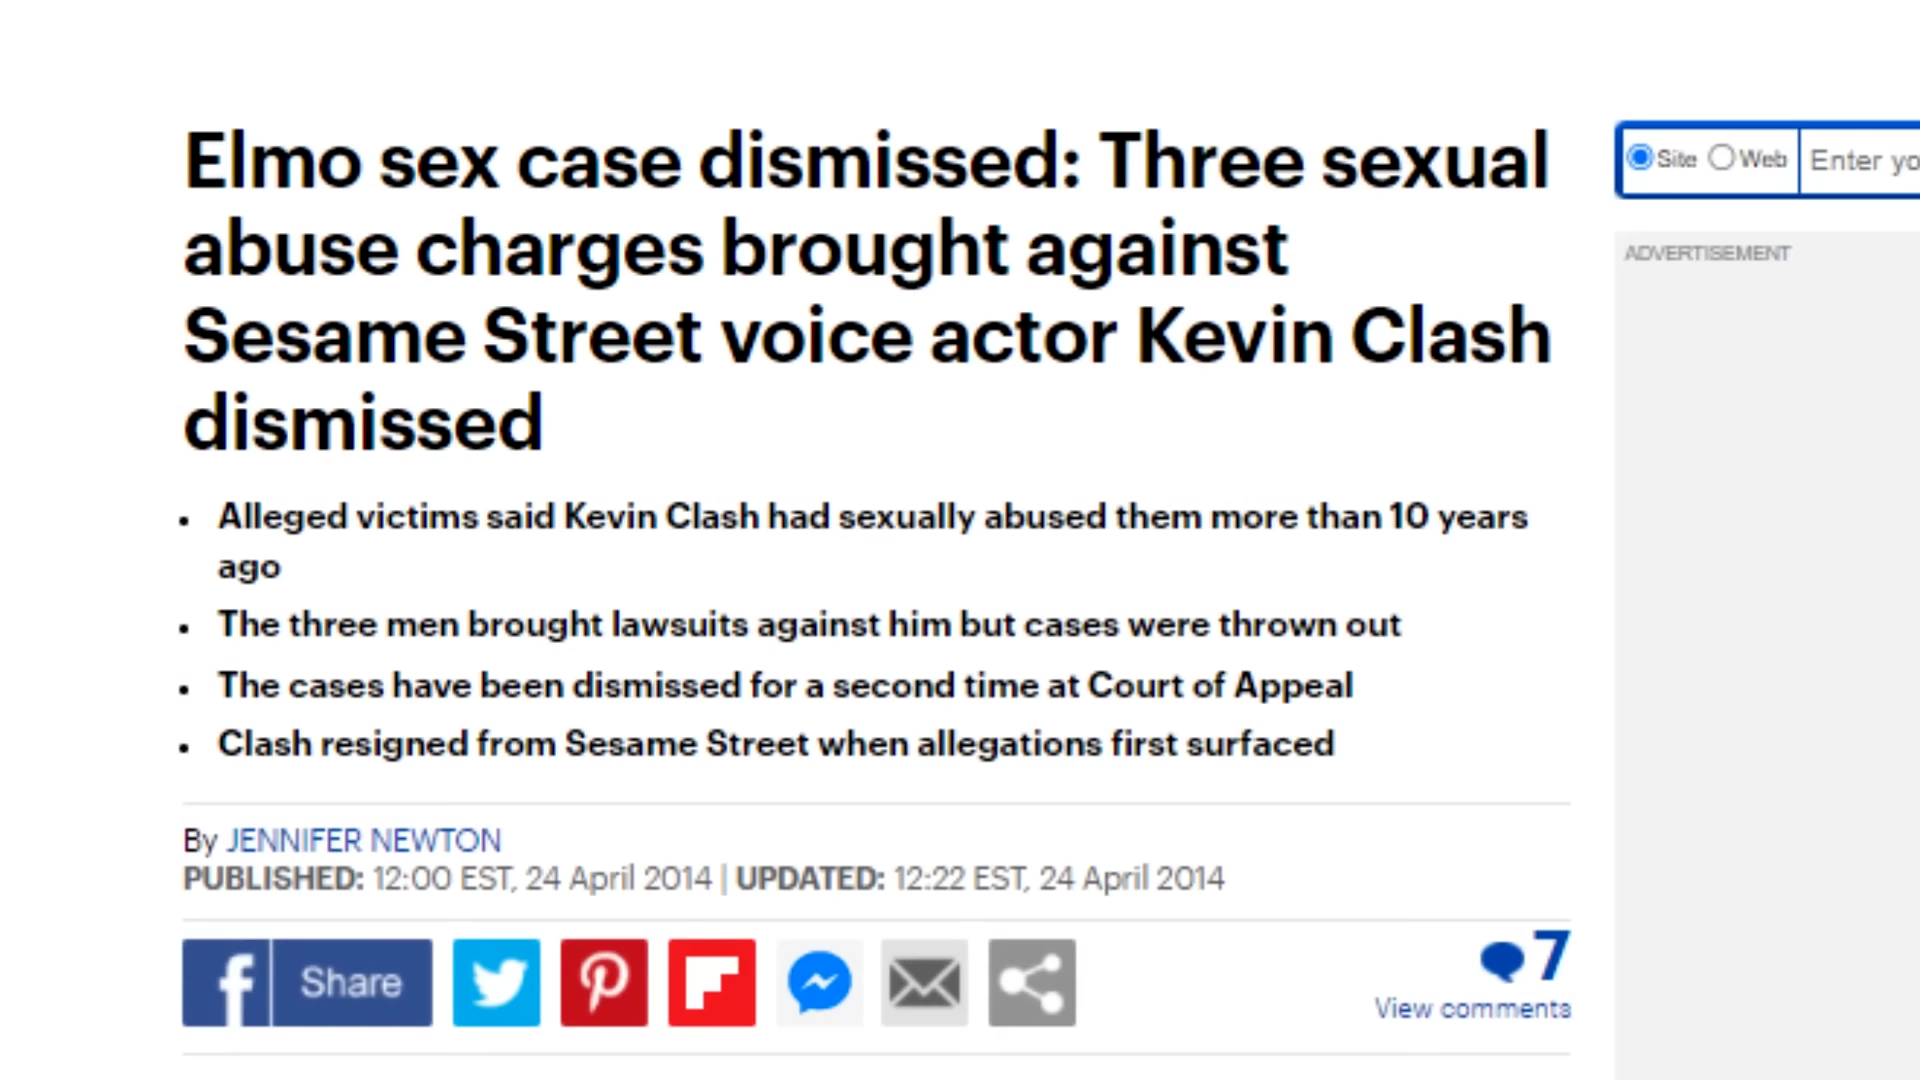 Elmo sex case dismissed: Three sexual
abuse charges brought against
Sesame Street voice actor Kevin Clash
dismissed
• Alleged victims said Kevin Clash had sexually abused them more than 10 years
ago
• The three men brought lawsuits against him but cases were thrown out
• The cases have been dismissed for a second time at Court of Appeal
• Clash resigned from Sesame Street when allegations first surfaced
By JENNIFER NEWTON
PUBLISHED: 12:00 EST, 24 April 2014 | UPDATED: 12:22 EST, 24 April 2014
Share
7
View comments
Site Web Enter yo
ADVERTISEMENT